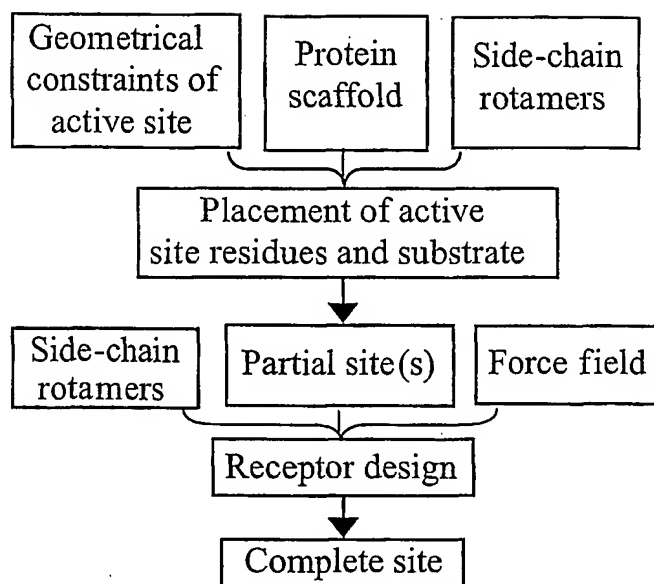 Geometrical
constraints of
active site
Protein
scaffold
Side-chain
rotamers
Placement of active
site residues and substrate
Side-chain
rotamers
Partial site(s)
Force field
Receptor design
Complete site